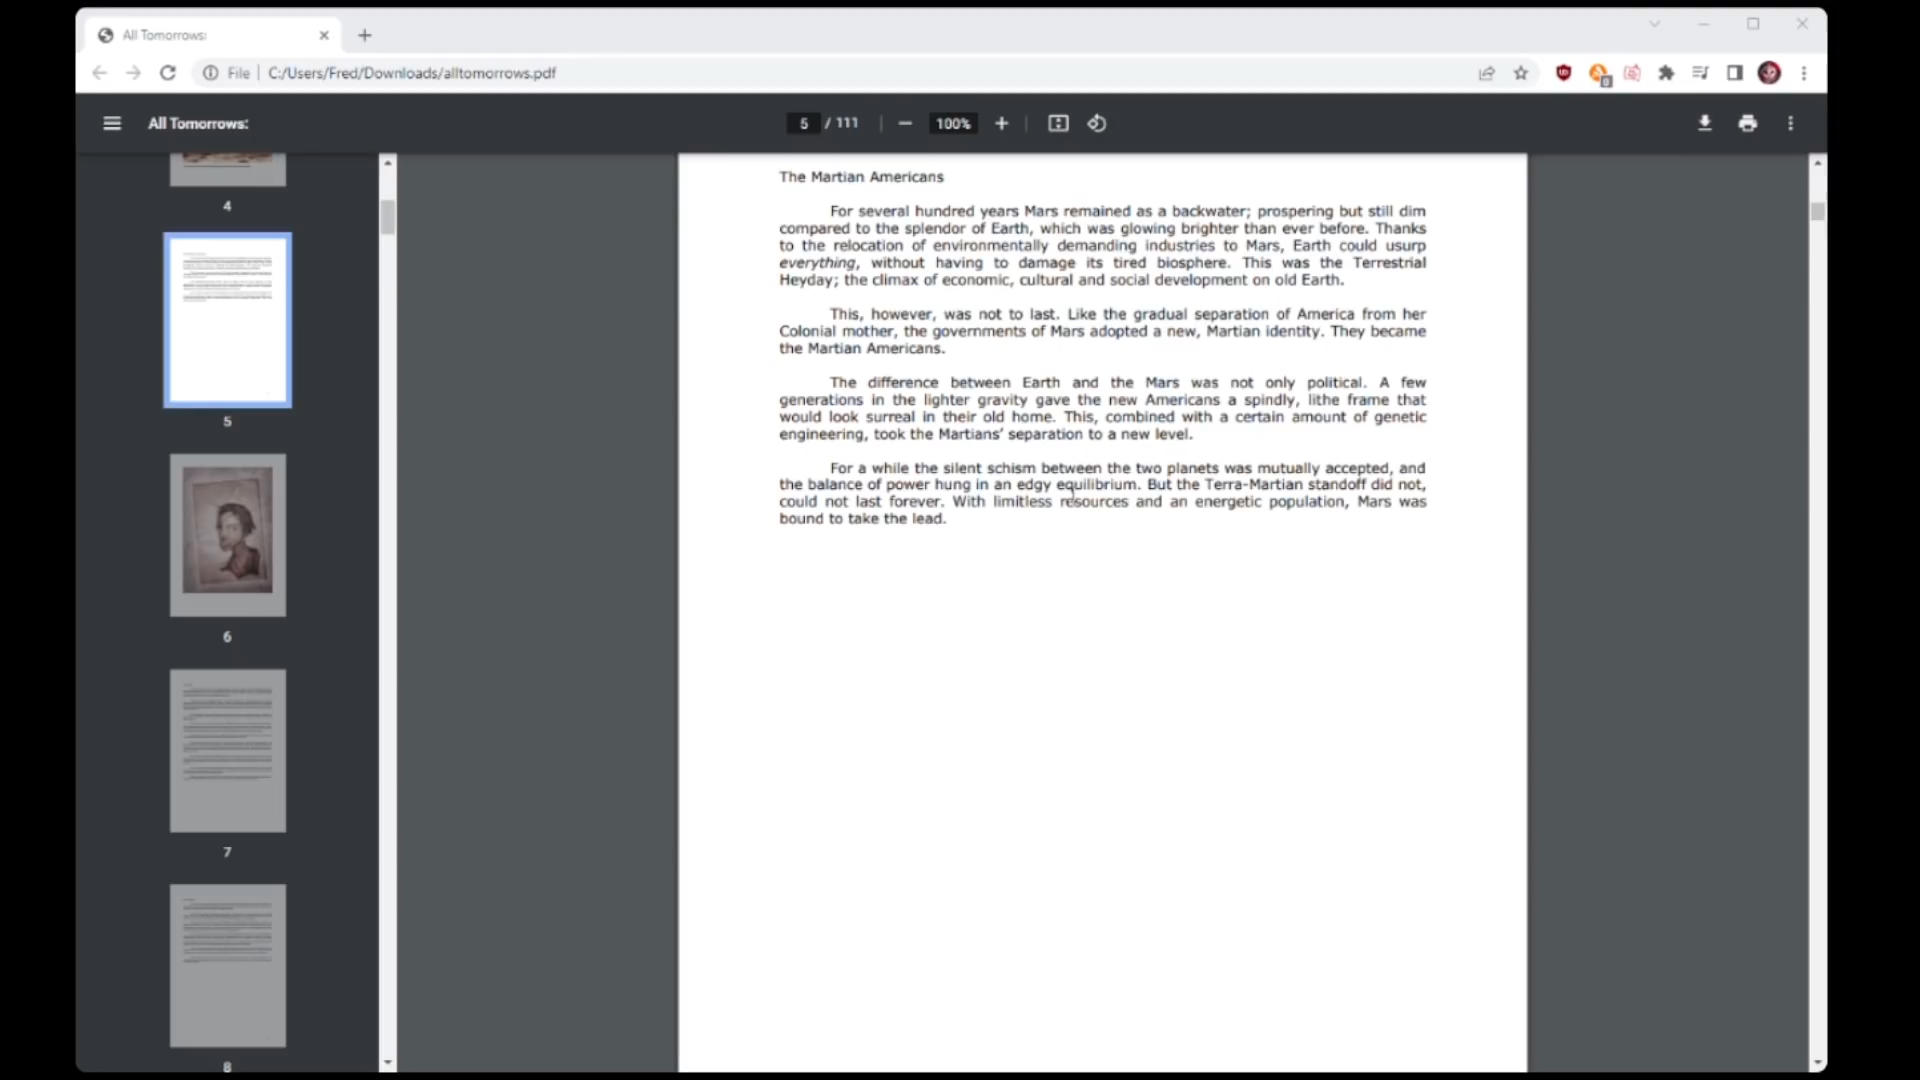 All Tomorrows:
File
C:/Users/Fred/Downloads/alltomorrows.pdf
All Tomorrows:
5 / 111
100%
4
5
6
7
8
The Martian Americans
For several hundred years Mars remained as a backwater; prospering but still dim
compared to the splendor of Earth, which was glowing brighter than ever before. Thanks
to the relocation of environmentally demanding industries to Mars, Earth could usurp
everything, without having to damage its tired biosphere. This was the Terrestrial
Heyday; the climax of economic, cultural and social development on old Earth.
This, however, was not to last. Like the gradual separation of America from her
Colonial mother, the governments of Mars adopted a new, Martian identity. They became
the Martian Americans.
The difference between Earth and the Mars was not only political. A few
generations in the lighter gravity gave the new Americans a spindly, lithe frame that
would look surreal in their old home. This, combined with a certain amount of genetic
engineering, took the Martians' separation to a new level.
For a while the silent schism between the two planets was mutually accepted, and
the balance of power hung in an edgy equilibrium. But the Terra-Martian standoff did not,
could not last forever. With limitless resources and an energetic population, Mars was
bound to take the lead.